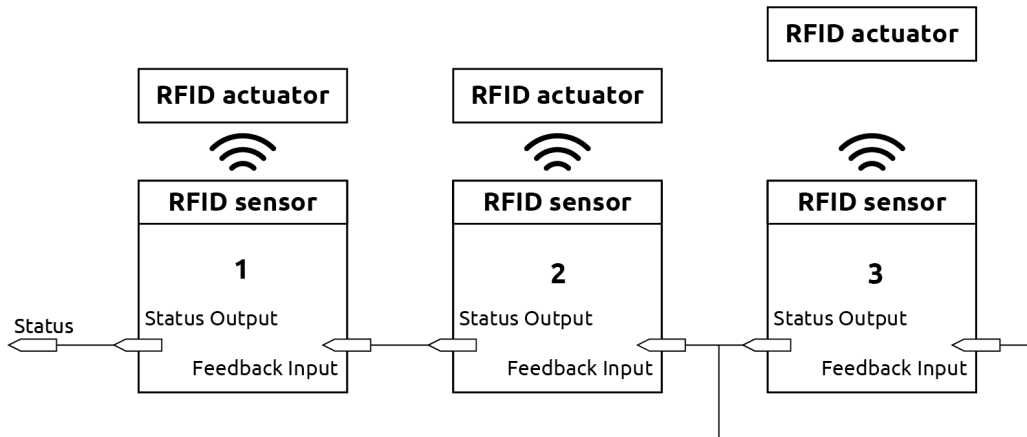 RFID actuator
RFID actuator
RFID actuator
RFID sensor
RFID sensor
RFID sensor
1
2
3
Status
Status Output
Status Output
Status Output
Feedback Input
Feedback Input
Feedback Input